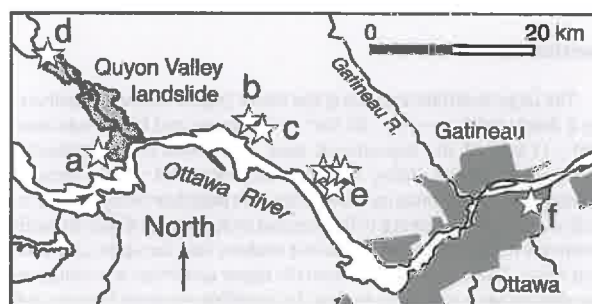 d
0 20 km
Quyon Valley
landslide
b
c
Gatineau R.
Gatineau
a
e
Ottawa River
f
North
Ottawa